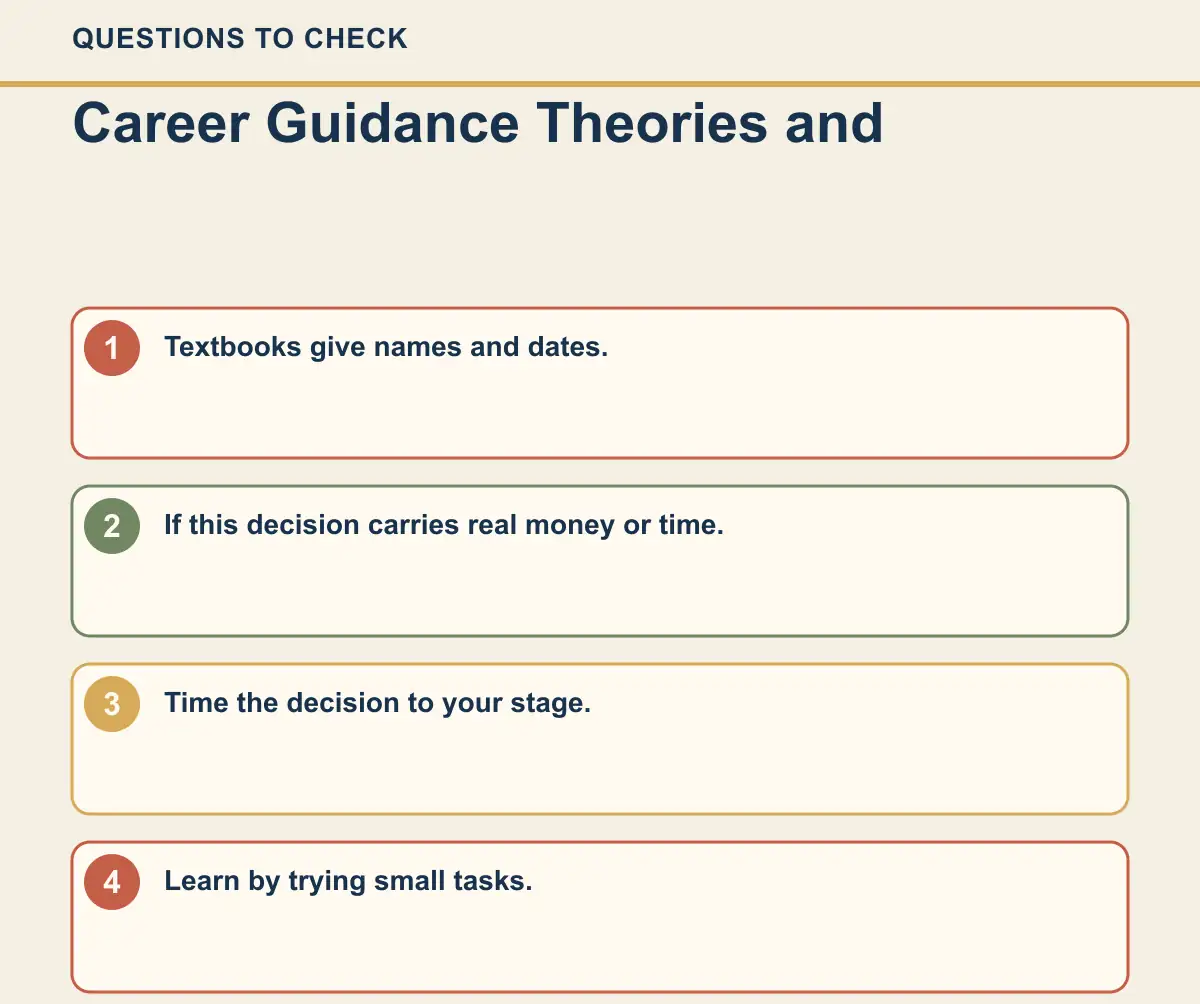 QUESTIONS TO CHECK
Career Guidance Theories and
1
Textbooks give names and dates.
2
If this decision carries real money or time.
3
Time the decision to your stage.
4
Learn by trying small tasks.